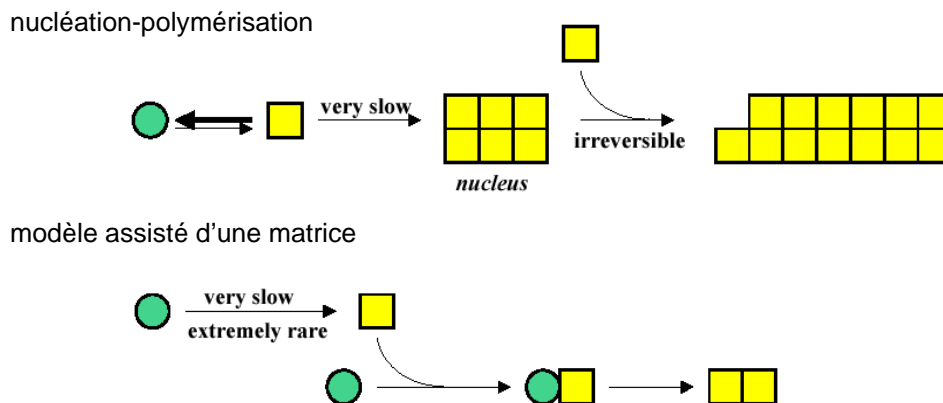 nucléation-polymérisation
very slow
irreversible
nucleus
modèle assisté d’une matrice
very slow
extremely rare